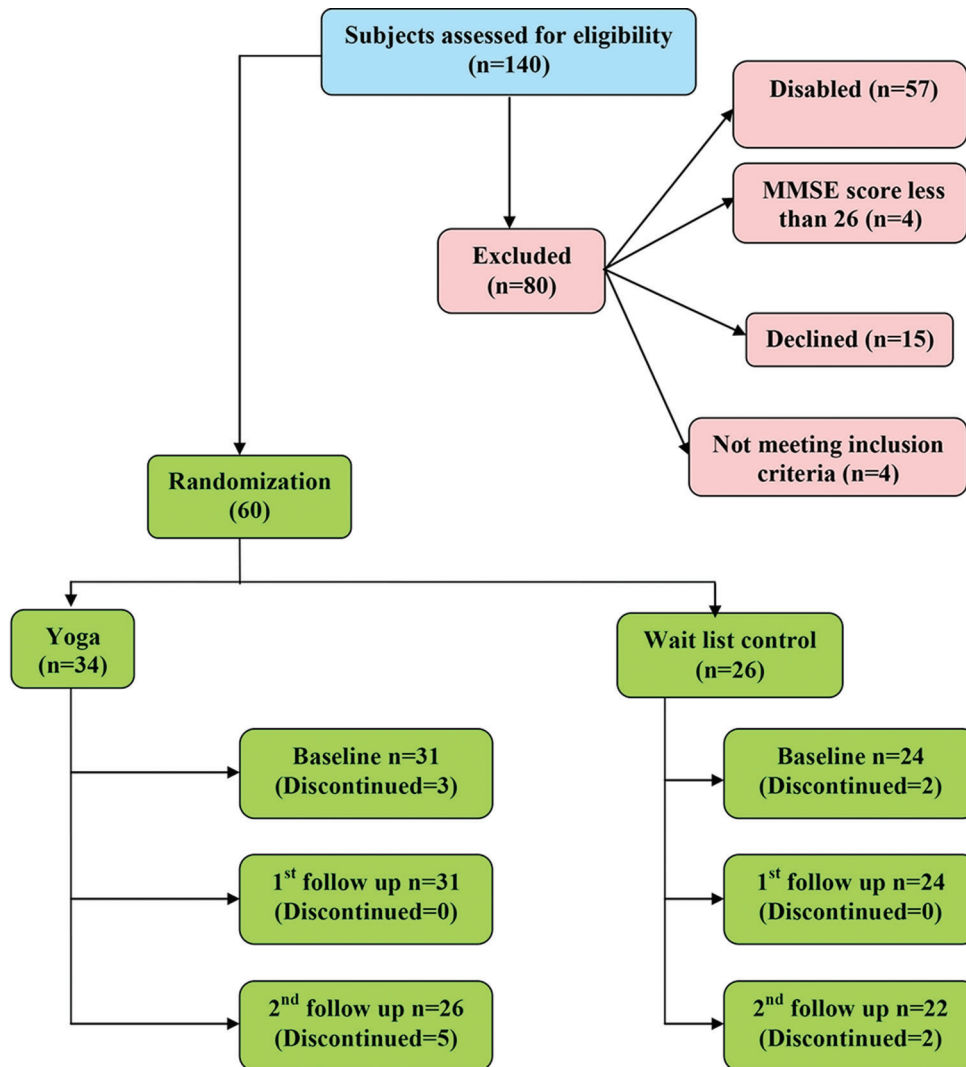 Subjects assessed for eligibility
(n=140)
Disabled (n=57)
MMSE score less
than 26 (n=4)
Excluded
(n=80)
Declined (n=15)
Not meeting inclusion
criteria (n=4)
Randomization
(60)
Yoga
(n=34)
Wait list control
(n=26)
Baseline n=31
(Discontinued=3)
Baseline n=24
(Discontinued=2)
1st follow up n=31
(Discontinued=0)
1st follow up n=24
(Discontinued=0)
2nd follow up n=26
(Discontinued=5)
2nd follow up n=22
(Discontinued=2)